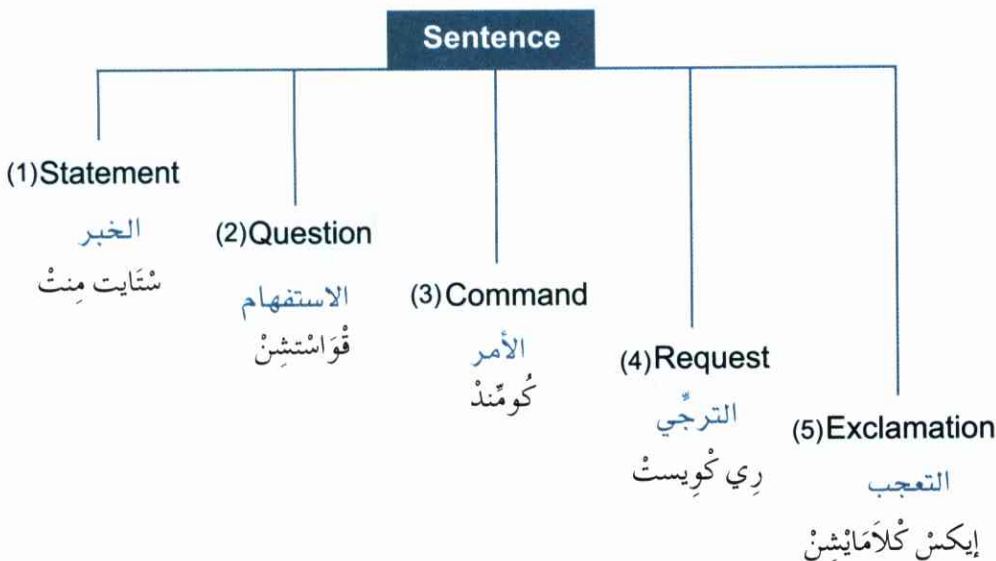 Sentence
(1)Statement
الخبر
سْتَايت مِنتْ
(2)Question
الاستفهام
قْوَاسْتشِنْ
(3)Command
الأمر
كُومَّندْ
(4)Request
الترجِّي
رِي كْوِيستْ
(5)Exclamation
التعجب
إيكسْ كْلاَمَايْشِنْ